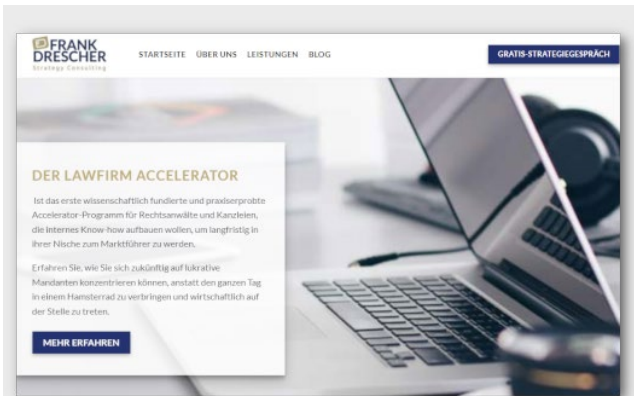 FRANK
DRESCHER
Strategy Consulting
STARTSEITE ÜBER UNS LEISTUNGEN BLOG
GRATIS-STRATEGIEGESPRÄCH
DER LAWFIRM ACCELERATOR
Ist das erste wissenschaftlich fundierte und praxiserprobte
Accelerator-Programm für Rechtsanwälte und Kanzleien,
die internes Know-how aufbauen wollen, um langfristig in
ihrer Nische zum Marktführer zu werden.
Erfahren Sie, wie Sie sich zukünftig auf lukrative
Mandanten konzentrieren können, anstatt den ganzen Tag
in einem Hamsterrad zu verbringen und wirtschaftlich auf
der Stelle zu treten.
MEHR ERFAHREN